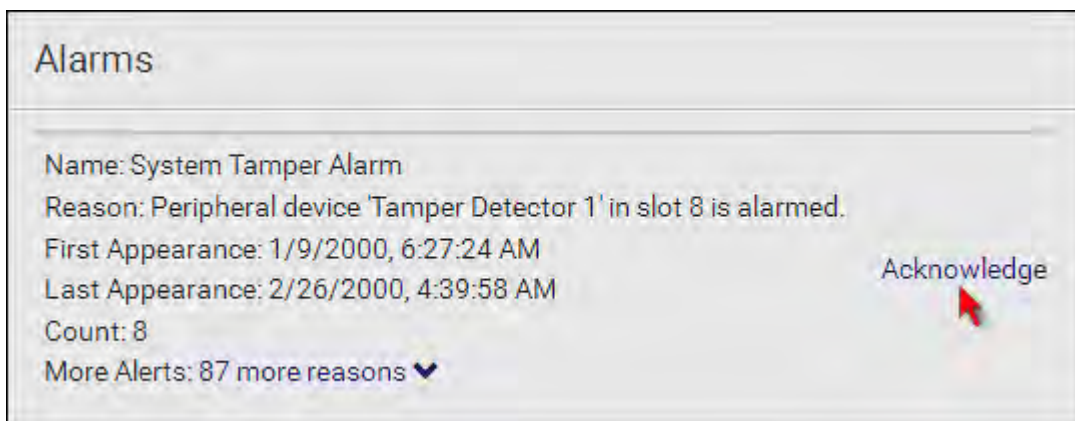 Alarms
Name: System Tamper Alarm
Reason: Peripheral device 'Tamper Detector 1' in slot 8 is alarmed.
First Appearance: 1/9/2000, 6:27:24 AM
Last Appearance: 2/26/2000, 4:39:58 AM
Acknowledge
Count: 8
More Alerts: 87 more reasons